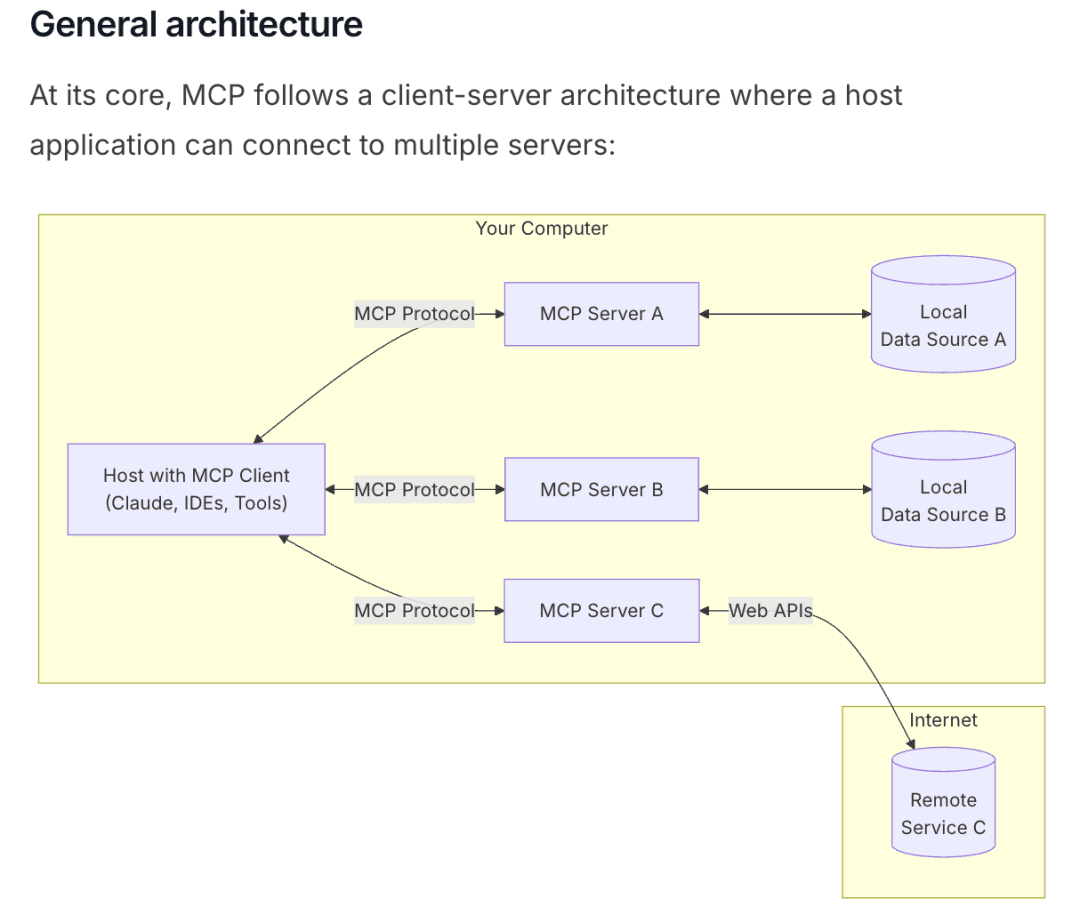 General architecture
At its core, MCP follows a client-server architecture where a host
application can connect to multiple servers:
Your Computer
MCP Protocol
MCP Server A
Local
Data Source A
Host with MCP Client
(Claude, IDEs, Tools)
MCP Protocol
MCP Server B
Local
Data Source B
MCP Protocol
MCP Server C
Web APIs
Internet
Remote
Service C